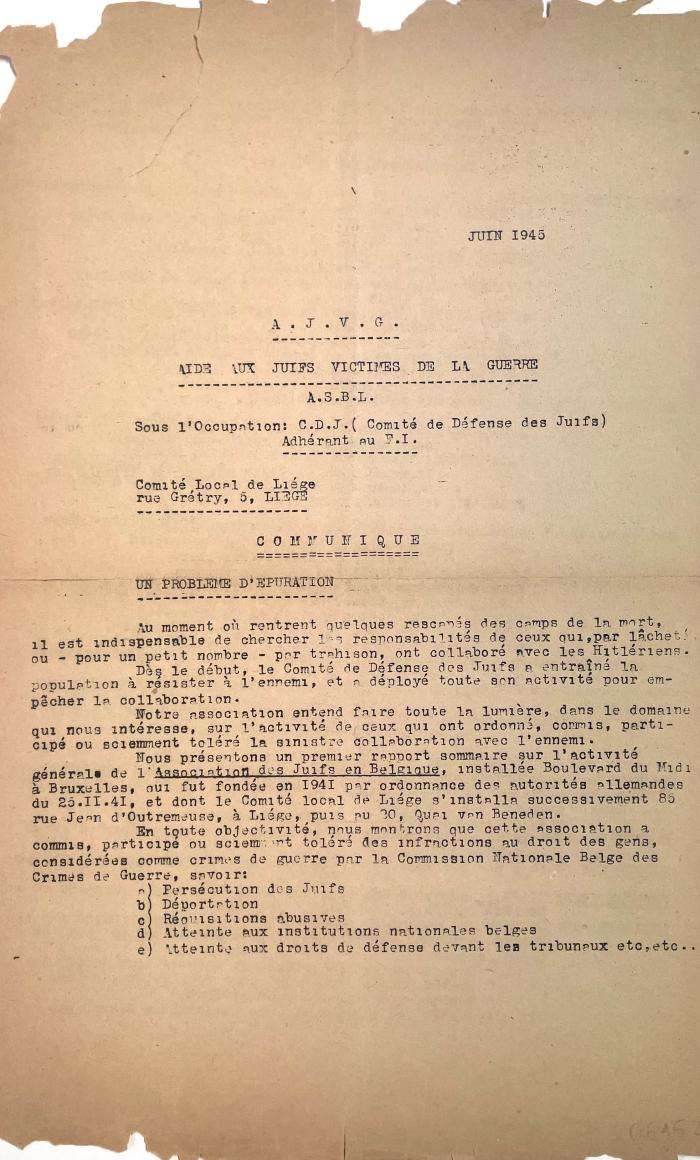 JUIN 1945
A.J.V.G.
AIDE AUX JUIFS VICTIMES DE LA GUERRE
A.S.B.L.
Sous l'Occupation: C.D.J.( Comité de Défense des Juifs)
Adhérant au F.I.
Comité Local de Liége
rue Grétry, 5, LIEGE
COMMUNIQUE
UN PROBLEME D'EPURATION
Au moment où rentrent quelques rescapés des camps de la mort,
il est indispensable de chercher les responsabilités de ceux qui,par lâcheté
ou - pour un petit nombre - par trahison, ont collaboré avec les Hitlériens.
Dès le début, le Comité de Défense des Juifs a entraîné la
population à résister à l'ennemi, et a déployé toute son activité pour em-
pêcher la collaboration.
Notre association entend faire toute la lumière, dans le domaine
qui nous intéresse, sur l'activité de ceux qui ont ordonné, commis, parti-
cipé ou sciemment toléré la sinistre collaboration avec l'ennemi.
Nous présentons un premier rapport sommaire sur l'activité
générale de l'Association des Juifs en Belgique, installée Boulevard du Midi
à Bruxelles, qui fut fondée en I94I par ordonnance des autorités allemandes
du 25.II.41, et dont le Comité local de Liége s'installa successivement 85
rue Jean d'Outremeuse, à Liége, puis au 20, Quai van Beneden.
En toute objectivité, nous montrons que cette association a
commis, participé ou sciemment toléré des infractions au droit des gens,
considérées comme crimes de guerre par la Commission Nationale Belge des
Crimes de Guerre, savoir:
a) Persécution des Juifs
b) Déportation
c) Réquisitions abusives
d) Atteinte aux institutions nationales belges
e) Atteinte aux droits de défense devant les tribunaux etc,etc..